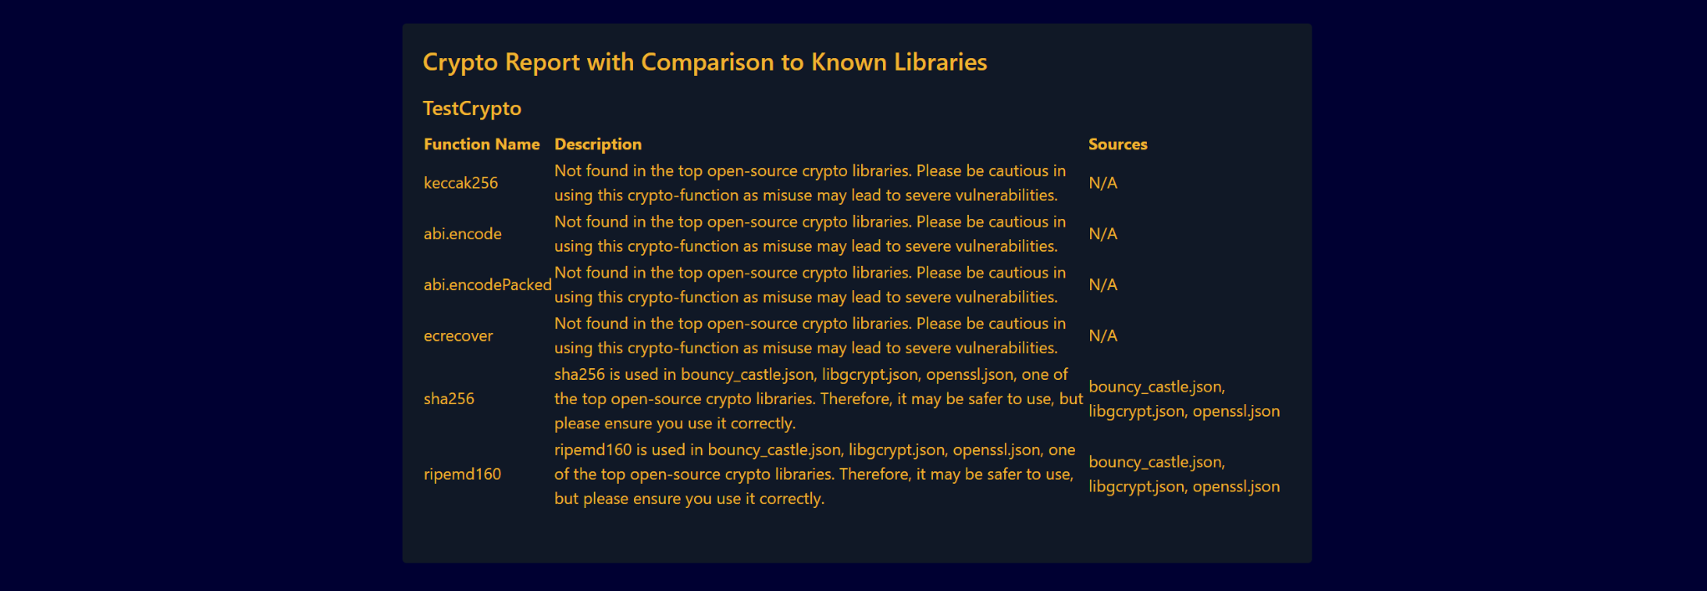 Crypto Report with Comparison to Known Libraries
TestCrypto
Function Name Description Sources
Not found in the top open-source crypto libraries. Please be cautious in
keccak256 N/A
using this crypto-function as misuse may lead to severe vulnerabilities.
Not found in the top open-source crypto libraries. Please be cautious in
abi.encode N/A
using this crypto-function as misuse may lead to severe vulnerabilities.
Not found in the top open-source crypto libraries. Please be cautious in
abi.encodePacked N/A
using this crypto-function as misuse may lead to severe vulnerabilities.
Not found in the top open-source crypto libraries. Please be cautious in
ecrecover N/A
using this crypto-function as misuse may lead to severe vulnerabilities.
sha256 is used in bouncy_castle.json, libgcrypt.json, openssl.json, one of
bouncy_castle.json,
sha256 the top open-source crypto libraries. Therefore, it may be safer to use, but
libgcrypt.json, openssl.json
please ensure you use it correctly.
ripemd160 is used in bouncy_castle.json, libgcrypt.json, openssl.json, one
bouncy_castle.json,
ripemd160 of the top open-source crypto libraries. Therefore, it may be safer to use,
libgcrypt.json, openssl.json
but please ensure you use it correctly.